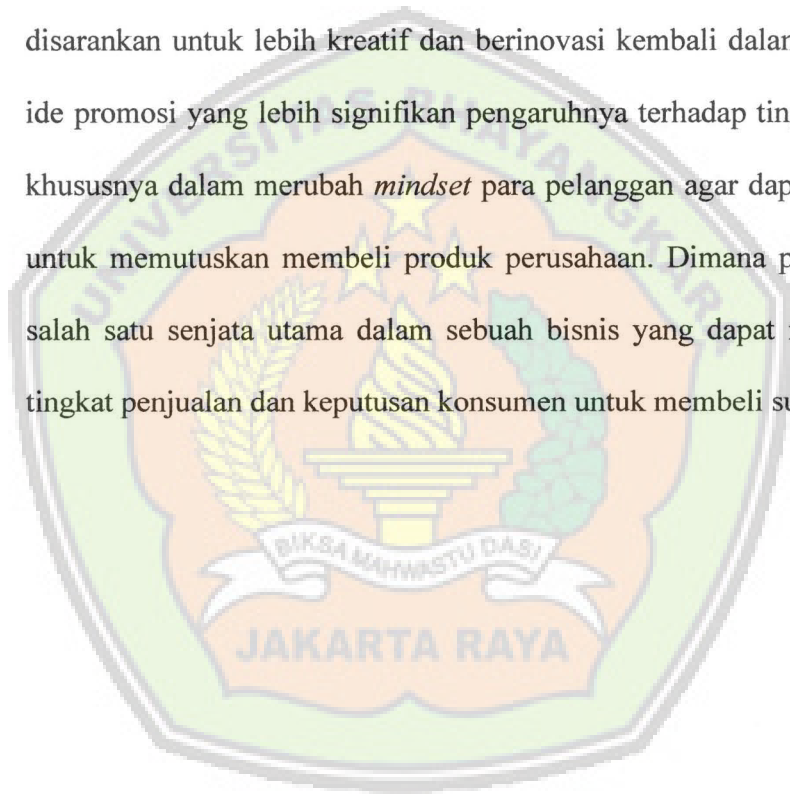 disarankan untuk lebih kreatif dan berinovasi kembali
ide promosi yang lebih signifikan pengaruhnya terhadap
khususnya dalam merubah mindset para pelanggan agar
untuk memutuskan membeli produk perusahaan. Dimana
salah satu senjata utama dalam sebuah bisnis yang dapat
tingkat penjualan dan keputusan konsumen untuk membeli
UNIVERSITAS BHAYANGKARA
BIKSA MAHWASTU DASI
JAKARTA RAYA